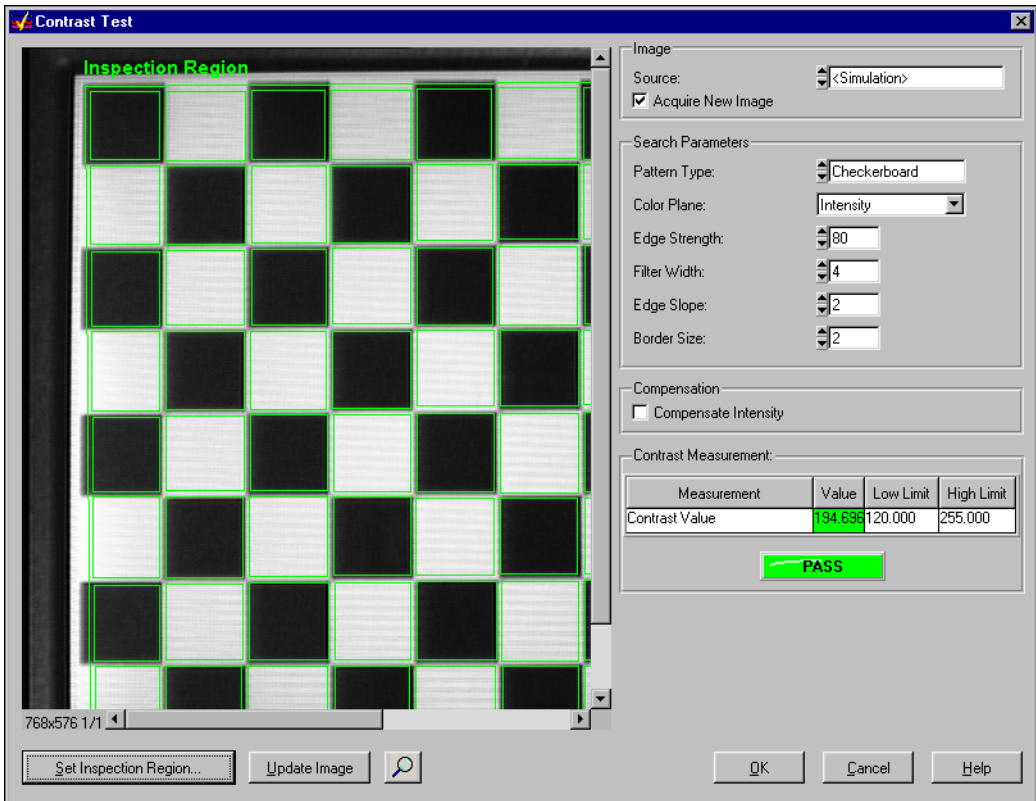 Contrast Test
Inspection Region
768x576 1/1
Set Inspection Region...
Update Image
Image
Source:
<Simulation>
Acquire New Image
Search Parameters
Pattern Type:
Checkerboard
Color Plane:
Intensity
Edge Strength:
80
Filter Width:
4
Edge Slope:
2
Border Size:
2
Compensation
Compensate Intensity
Contrast Measurement:
Measurement Value Low Limit High Limit
Contrast Value 194.696 120.000 255.000
PASS
OK
Cancel
Help